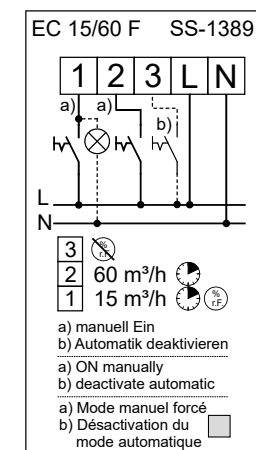 EC 15/60 F SS-1389
1 2 3 L N
a) a)
b)
L
N
3 % r.F.
2 60 m³/h
1 15 m³/h % r.F.
a) manuell Ein
b) Automatik deaktivieren
a) ON manually
b) deactivate automatic
a) Mode manuel forcé
b) Désactivation du
mode automatique